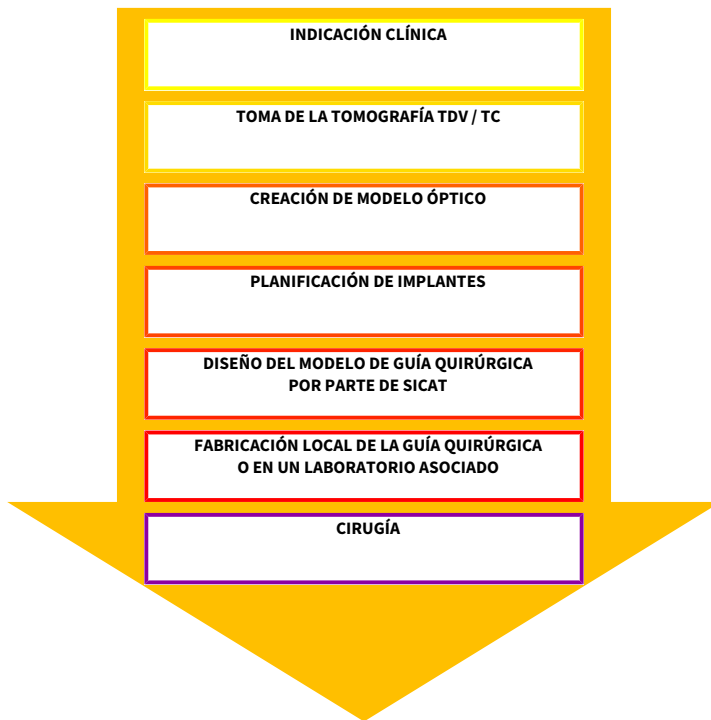 INDICACIÓN CLÍNICA
TOMA DE LA TOMOGRAFÍA TDV / TC
CREACIÓN DE MODELO ÓPTICO
PLANIFICACIÓN DE IMPLANTES
DISEÑO DEL MODELO DE GUÍA QUIRÚRGICA
POR PARTE DE SICAT
FABRICACIÓN LOCAL DE LA GUÍA QUIRÚRGICA
O EN UN LABORATORIO ASOCIADO
CIRUGÍA